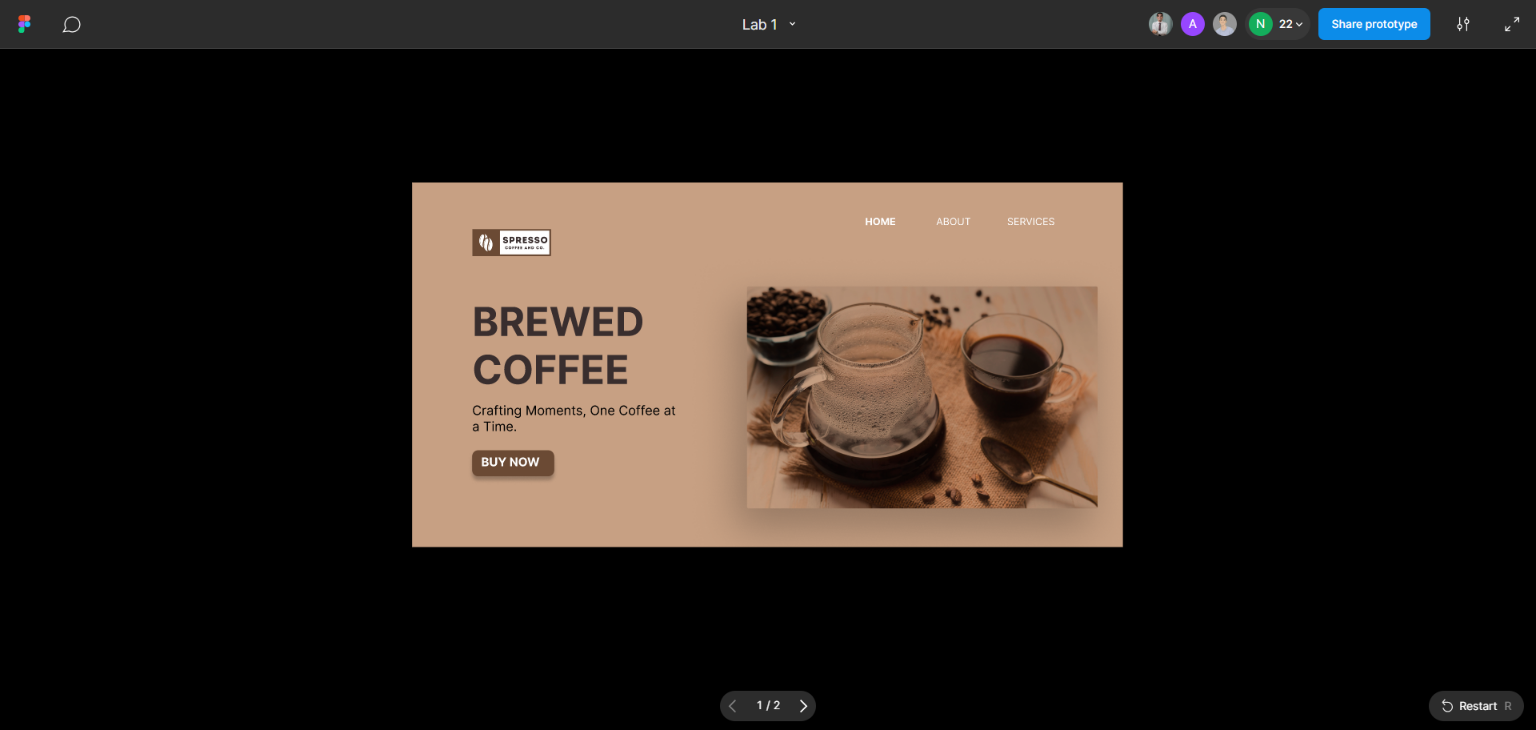 Lab 1
A
N
22
Share prototype
HOME
ABOUT
SERVICES
SPRESSO
COFFEE AND CO.
BREWED
COFFEE
Crafting Moments, One Coffee at
a Time.
BUY NOW
1 / 2
Restart R